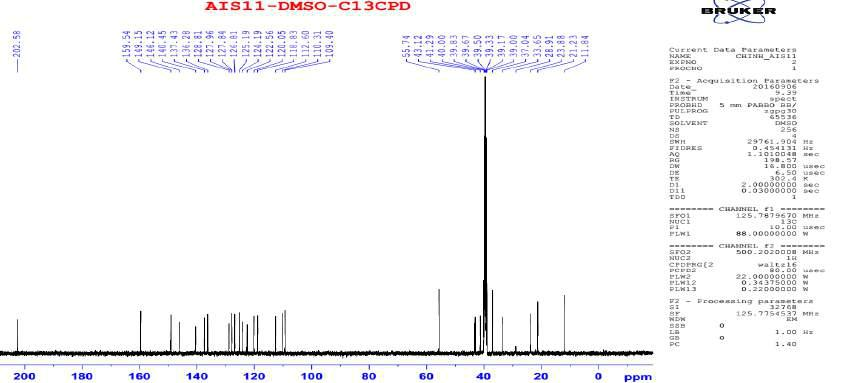 AIS11-DMSO-C13CPD
BRUKER
202.58
159.54
149.15
146.12
140.45
137.43
136.28
128.81
127.96
127.84
126.81
125.19
124.19
122.56
120.05
118.83
112.60
110.31
109.40
55.74
43.12
41.29
40.00
39.83
39.67
39.50
39.33
39.17
39.00
37.04
33.65
28.91
23.88
21.23
11.84
Current Data Parameters
NAME CHINH_AIS11
EXPNO 2
PROCNO 1
F2 - Acquisition Parameters
Date_ 20160906
Time 9.39
INSTRUM spect
PROBHD 5 mm PABBO BB/
PULPROG zgpg30
TD 65536
SOLVENT DMSO
NS 256
DS 4
SWH 29761.904 Hz
FIDRES 0.454131 Hz
AQ 1.1010048 sec
RG 198.57
DW 16.800 usec
DE 6.50 usec
TE 302.4 K
D1 2.00000000 sec
D11 0.03000000 sec
TD0 1
======== CHANNEL f1 ========
SFO1 125.7879670 MHz
NUC1 13C
P1 10.00 usec
PLW1 88.00000000 W
======== CHANNEL f2 ========
SFO2 500.2020008 MHz
NUC2 1H
CPDPRG[2 waltz16
PCPD2 80.00 usec
PLW2 22.00000000 W
PLW12 0.34375000 W
PLW13 0.22000000 W
F2 - Processing parameters
SI 32768
SF 125.7754537 MHz
WDW EM
SSB 0
LB 1.00 Hz
GB 0
PC 1.40
200 180 160 140 120 100 80 60 40 20 0 ppm